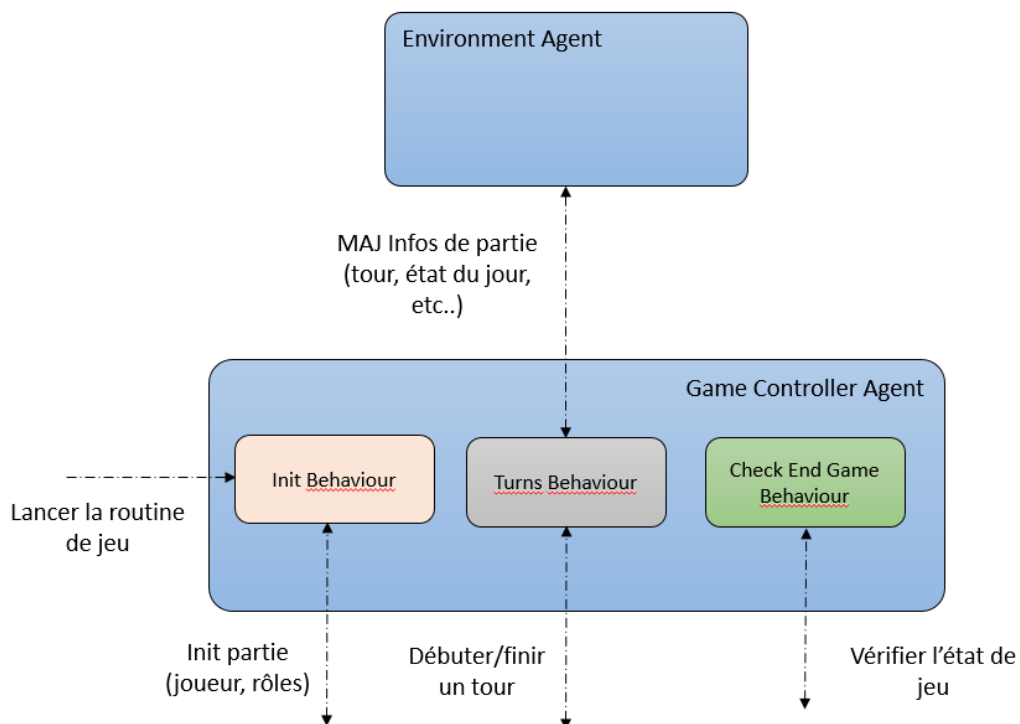 Environment Agent
MAJ Infos de partie
(tour, état du jour,
etc..)
Game Controller Agent
Init Behaviour
Turns Behaviour
Check End Game
Behaviour
Lancer la routine
de jeu
Init partie
(joueur, rôles)
Débuter/finir
un tour
Vérifier l’état de
jeu